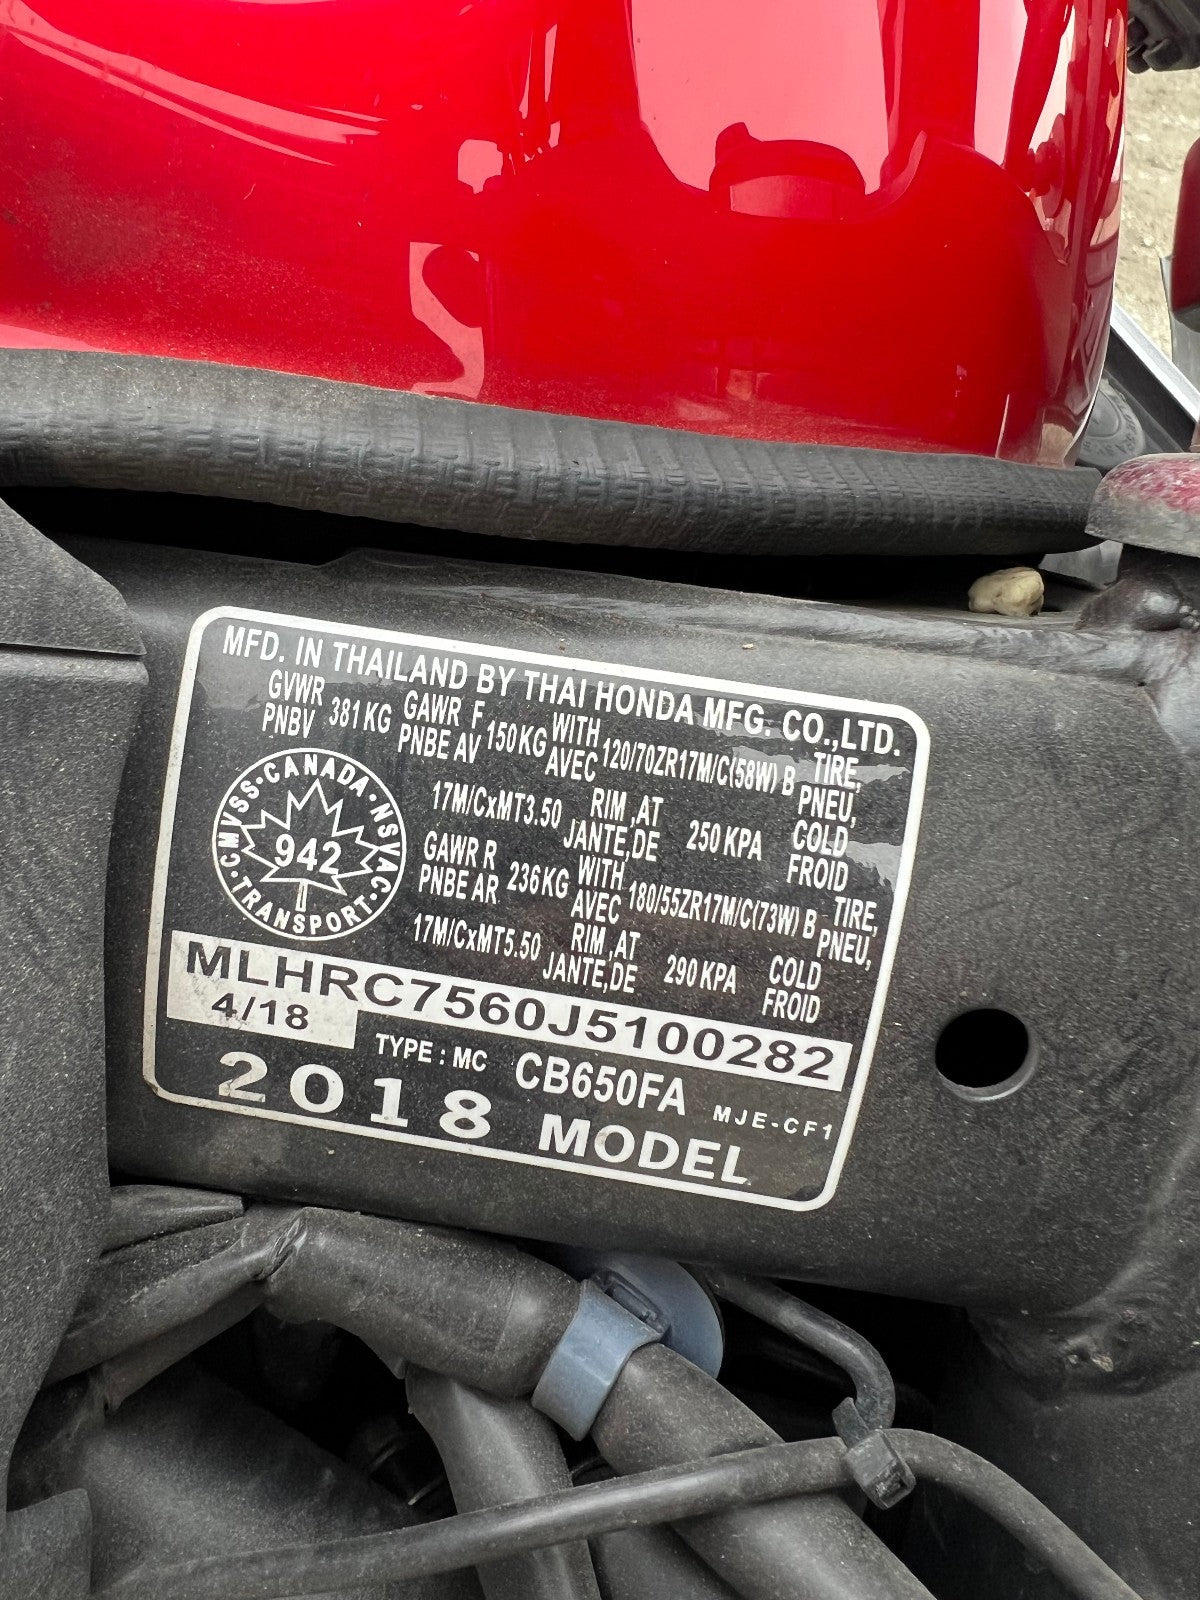 MFD. IN THAILAND BY THAI HONDA MFG. CO.,LTD.
GVWR PNBV 381 KG GAWR F PNBE AV 150 KG WITH AVEC 120/70ZR17M/C(58W) B TIRE, PNEU,
17M/CxMT3.50 RIM ,AT JANTE,DE 250 KPA COLD FROID
GAWR R PNBE AR 236 KG WITH AVEC 180/55ZR17M/C(73W) B TIRE, PNEU,
17M/CxMT5.50 RIM ,AT JANTE,DE 290 KPA COLD FROID
CMVSS • CANADA • NSVAC • TRANSPORT •
942
MLHRC7560J5100282
4/18
TYPE : MC CB650FA MJE-CF1
2018 MODEL